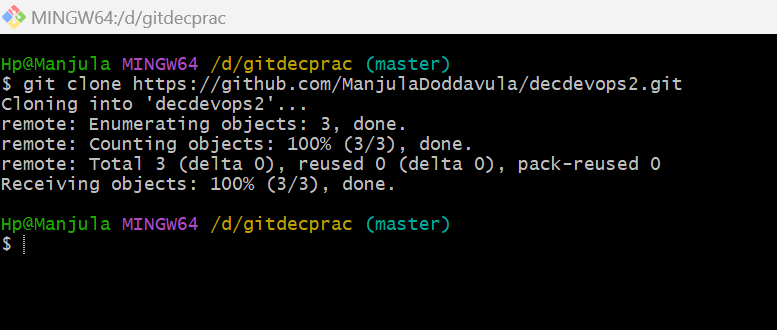 MINGW64:/d/gitdecprac
Hp@Manjula MINGW64 /d/gitdecprac (master)
$ git clone https://github.com/ManjulaDoddavula/decdevops2.git
Cloning into 'decdevops2'...
remote: Enumerating objects: 3, done.
remote: Counting objects: 100% (3/3), done.
remote: Total 3 (delta 0), reused 0 (delta 0), pack-reused 0
Receiving objects: 100% (3/3), done.
Hp@Manjula MINGW64 /d/gitdecprac (master)
$